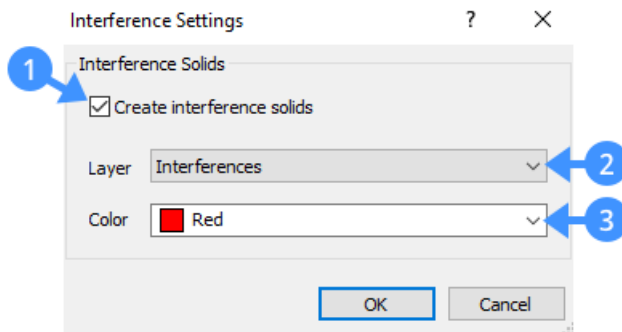 Interference Settings ?
Interference Solids
1
Create interference solids
Layer Interferences 2
Color Red 3
OK Cancel